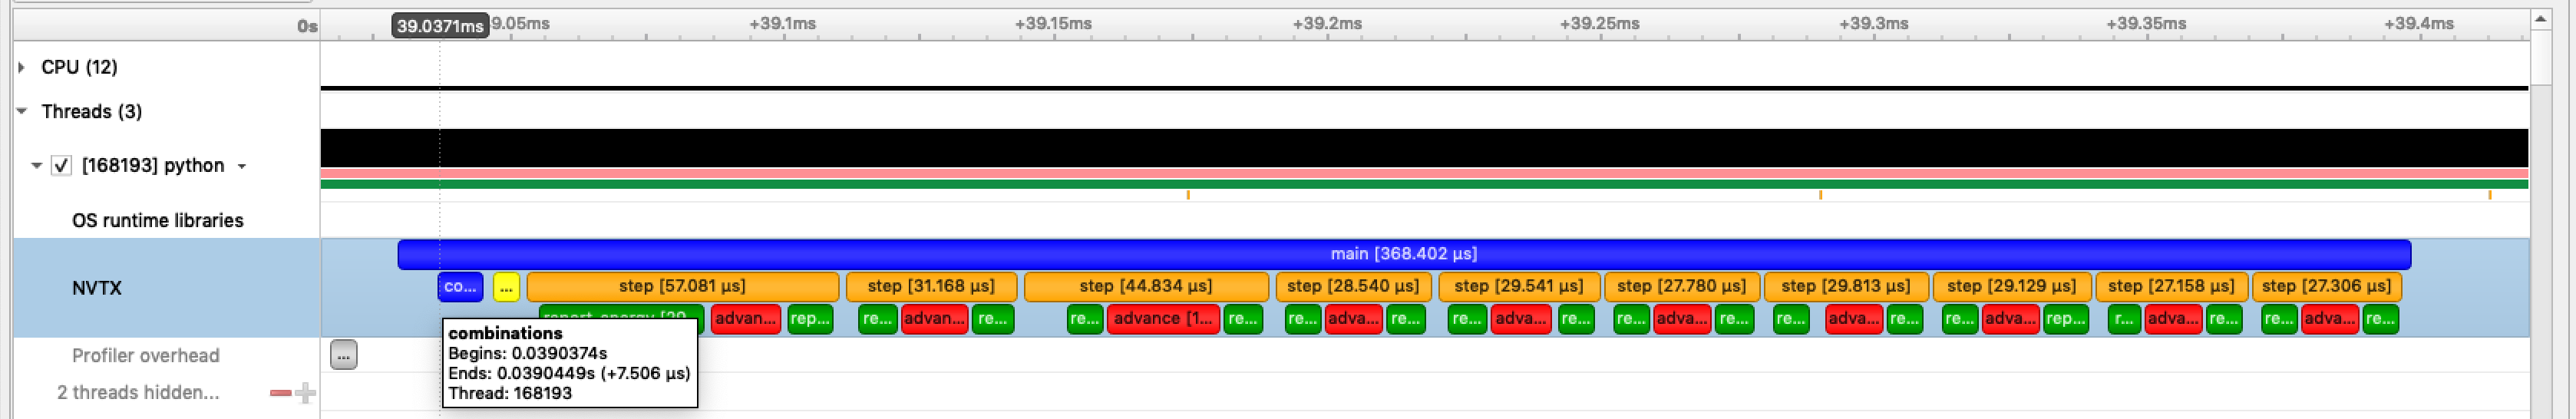 0s 39.0371ms 9.05ms +39.1ms +39.15ms +39.2ms +39.25ms +39.3ms +39.35ms +39.4ms
CPU (12)
Threads (3)
[168193] python
OS runtime libraries
main [368.402 µs]
NVTX
co... ... step [57.081 µs] step [31.168 µs] step [44.834 µs] step [28.540 µs] step [29.541 µs] step [27.780 µs] step [29.813 µs] step [29.129 µs] step [27.158 µs] step [27.306 µs]
report_energy [29... advan... rep... re... advan... re... re... advance [1... re... re... adva... re... re... adva... re... re... adva... re... re... adva... re... re... adva... rep... r... adva... re... re... adva... re...
combinations
Begins: 0.0390374s
Ends: 0.0390449s (+7.506 µs)
Thread: 168193
Profiler overhead ...
2 threads hidden...